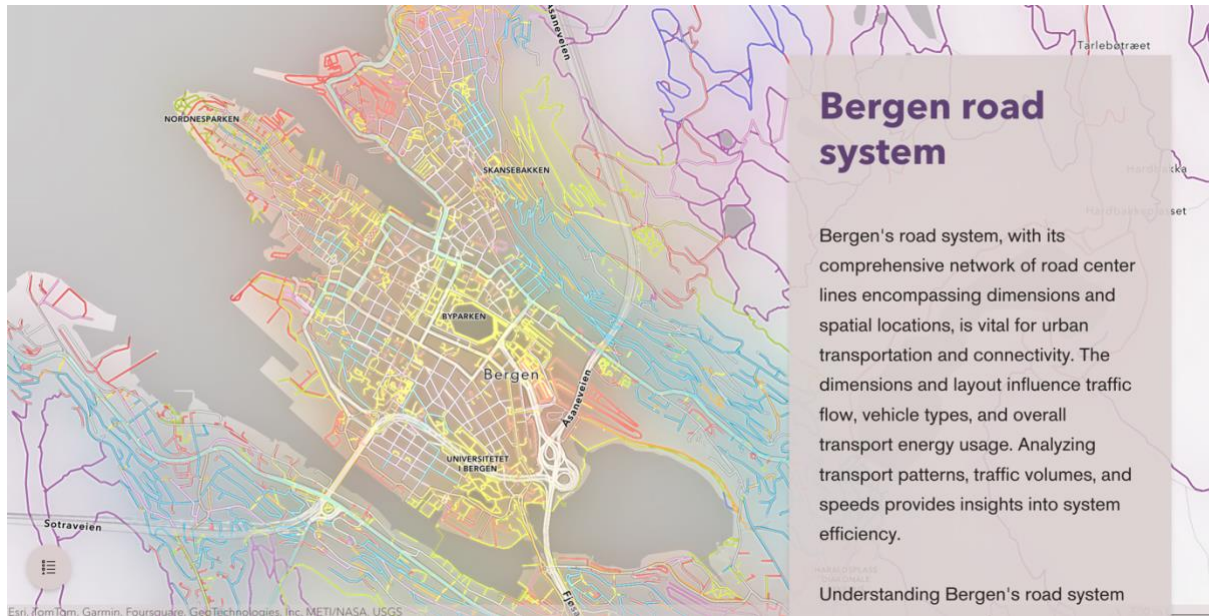 Åsaneveien
Tarlebøtræet
NORDNESPARKEN
SKANSEBAKKEN
BYPARKEN
Bergen
Åsaneveien
UNIVERSITETET
I BERGEN
Sotraveien
Esri, TomTom, Garmin, Foursquare, GeoTechnologies, Inc, METI/NASA, USGS
Bergen road
system
Bergen's road system, with its
comprehensive network of road center
lines encompassing dimensions and
spatial locations, is vital for urban
transportation and connectivity. The
dimensions and layout influence traffic
flow, vehicle types, and overall
transport energy usage. Analyzing
transport patterns, traffic volumes, and
speeds provides insights into system
efficiency.
Understanding Bergen's road system